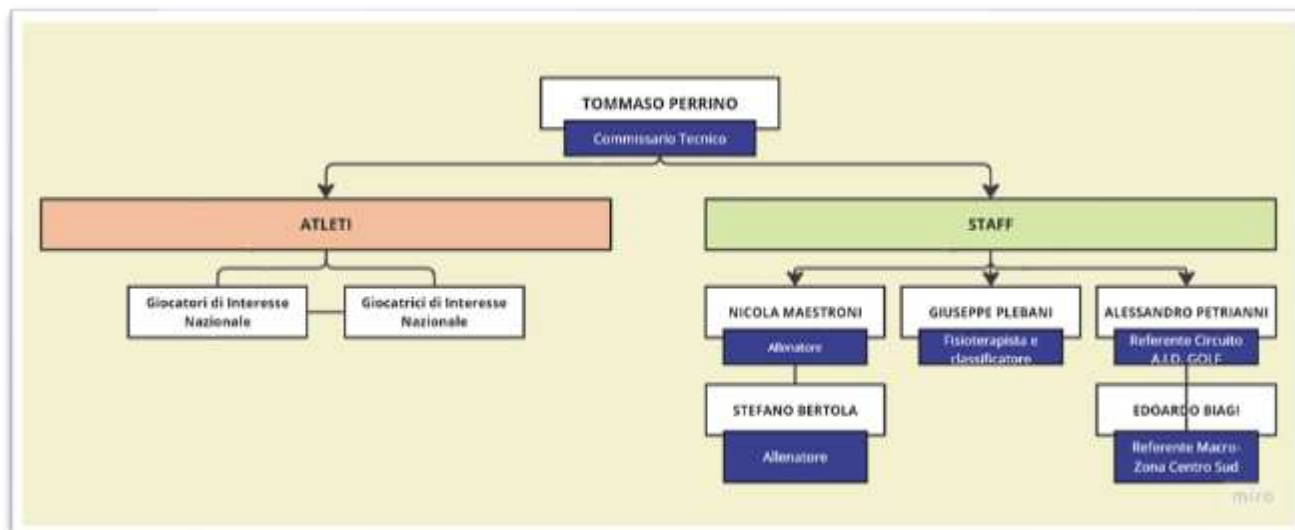 TOMMASO PERRINO
Commissario Tecnico
ATLETI
STAFF
Giocatori di Interesse
Nazionale
Giocatrici di Interesse
Nazionale
NICOLA MAESTRONI
Allenatore
GIUSEPPE PLEBANI
Fisioterapista e
classificatore
ALESSANDRO PETRIANNI
Referente Circuito
A.I.D. GOLF
STEFANO BERTOLA
Allenatore
EDOARDO BIAGI
Referente Macro-
Zona Centro Sud
miro